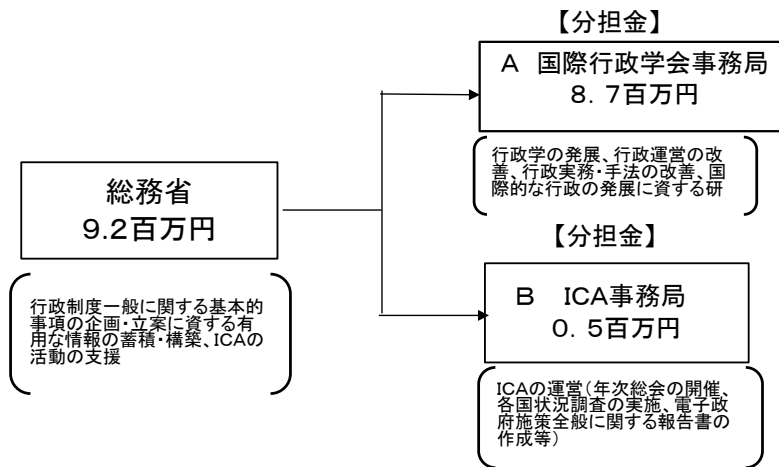 【分担金】
A 国際行政学会事務局
８．７百万円
行政学の発展、行政運営の改
善、行政実務・手法の改善、国
際的な行政の発展に資する研
総務省
９.２百万円
行政制度一般に関する基本的
事項の企画・立案に資する有
用な情報の蓄積・構築、ICAの
活動の支援
【分担金】
B ICA事務局
０．５百万円
ICAの運営（年次総会の開催、
各国状況調査の実施、電子政
府施策全般に関する報告書の
作成等）